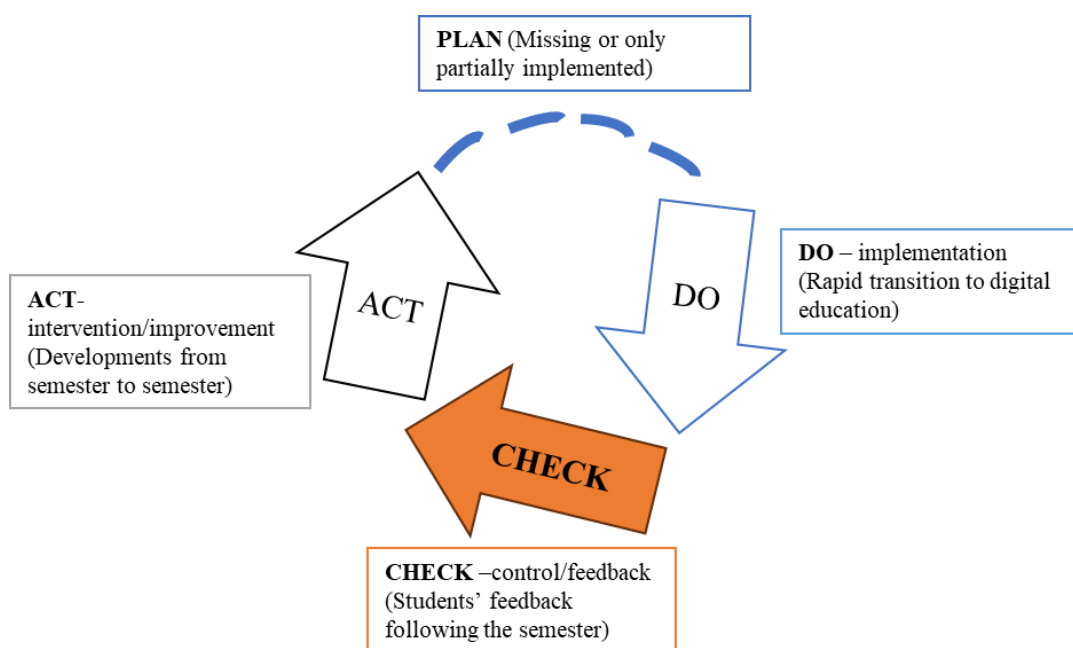 PLAN (Missing or only
partially implemented)
ACT
DO
DO – implementation
(Rapid transition to digital
education)
ACT-
intervention/improvement
(Developments from
semester to semester)
CHECK
CHECK –control/feedback
(Students’ feedback
following the semester)